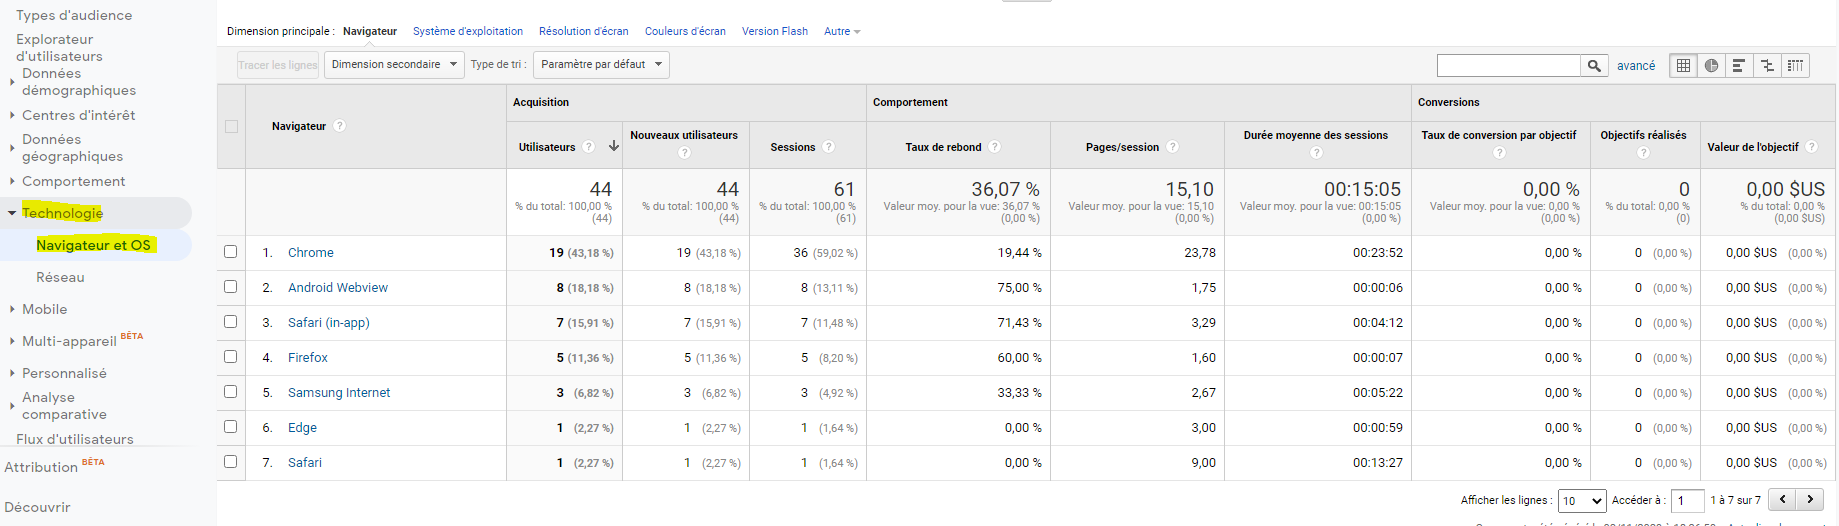 Types d'audience
Explorateur
d'utilisateurs
Données
démographiques
Centres d'intérêt
Données
géographiques
Comportement
Technologie
Navigateur et OS
Réseau
Mobile
Multi-appareil BÊTA
Personnalisé
Analyse
comparative
Flux d'utilisateurs
Attribution BÊTA
Découvrir
Dimension principale : Navigateur Système d'exploitation Résolution d'écran Couleurs d'écran Version Flash Autre
Tracer les lignes Dimension secondaire Type de tri : Paramètre par défaut avancé
Acquisition Comportement Conversions
Navigateur ? Utilisateurs ? Nouveaux utilisateurs ? Sessions ? Taux de rebond ? Pages/session ? Durée moyenne des sessions ? Taux de conversion par objectif ? Objectifs réalisés ? Valeur de l'objectif ?
44 44 61 36,07 % 15,10 00:15:05 0,00 % 0 0,00 $US
% du total: 100,00 % % du total: 100,00 % % du total: 100,00 % Valeur moy. pour la vue: 36,07 % Valeur moy. pour la vue: 15,10 Valeur moy. pour la vue: 00:15:05 Valeur moy. pour la vue: 0,00 % % du total: 0,00 % % du total: 0,00 %
(44) (44) (61) (0,00 %) (0,00 %) (0,00 %) (0,00 %) (0) (0,00 $US)
1. Chrome 19 (43,18 %) 19 (43,18 %) 36 (59,02 %) 19,44 % 23,78 00:23:52 0,00 % 0 (0,00 %) 0,00 $US (0,00 %)
2. Android Webview 8 (18,18 %) 8 (18,18 %) 8 (13,11 %) 75,00 % 1,75 00:00:06 0,00 % 0 (0,00 %) 0,00 $US (0,00 %)
3. Safari (in-app) 7 (15,91 %) 7 (15,91 %) 7 (11,48 %) 71,43 % 3,29 00:04:12 0,00 % 0 (0,00 %) 0,00 $US (0,00 %)
4. Firefox 5 (11,36 %) 5 (11,36 %) 5 (8,20 %) 60,00 % 1,60 00:00:07 0,00 % 0 (0,00 %) 0,00 $US (0,00 %)
5. Samsung Internet 3 (6,82 %) 3 (6,82 %) 3 (4,92 %) 33,33 % 2,67 00:05:22 0,00 % 0 (0,00 %) 0,00 $US (0,00 %)
6. Edge 1 (2,27 %) 1 (2,27 %) 1 (1,64 %) 0,00 % 3,00 00:00:59 0,00 % 0 (0,00 %) 0,00 $US (0,00 %)
7. Safari 1 (2,27 %) 1 (2,27 %) 1 (1,64 %) 0,00 % 9,00 00:13:27 0,00 % 0 (0,00 %) 0,00 $US (0,00 %)
Afficher les lignes : 10 Accéder à : 1 1 à 7 sur 7